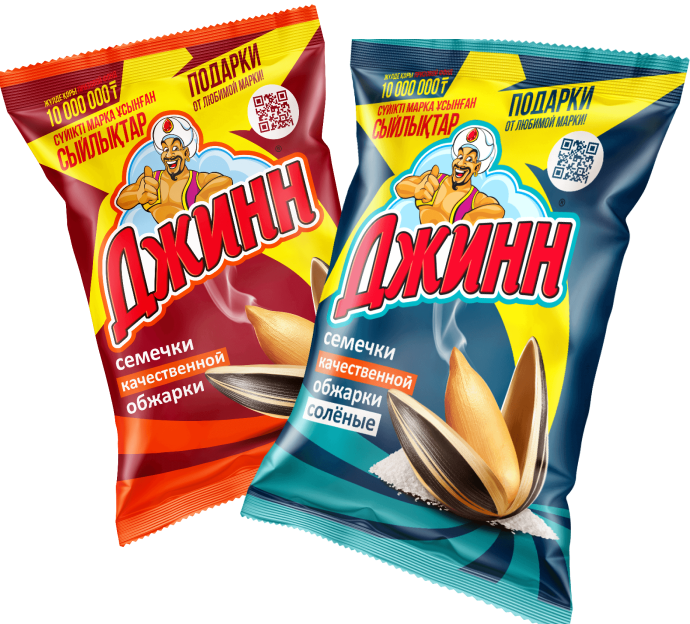 ЖҮЛДЕ ҚОРЫ
10 000 000₸
СҮЙІКТІ МАРКА ҰСЫНҒАН
СЫЙЛЫҚТАР
ПОДАРКИ
ОТ ЛЮБИМОЙ МАРКИ!
ДЖИНН
семечки
качественной
обжарки
ЖҮЛДЕ ҚОРЫ
10 000 000₸
СҮЙІКТІ МАРКА ҰСЫНҒАН
СЫЙЛЫҚТАР
ПОДАРКИ
ОТ ЛЮБИМОЙ МАРКИ!
®
ДЖИНН
семечки
качественной
обжарки
солёные